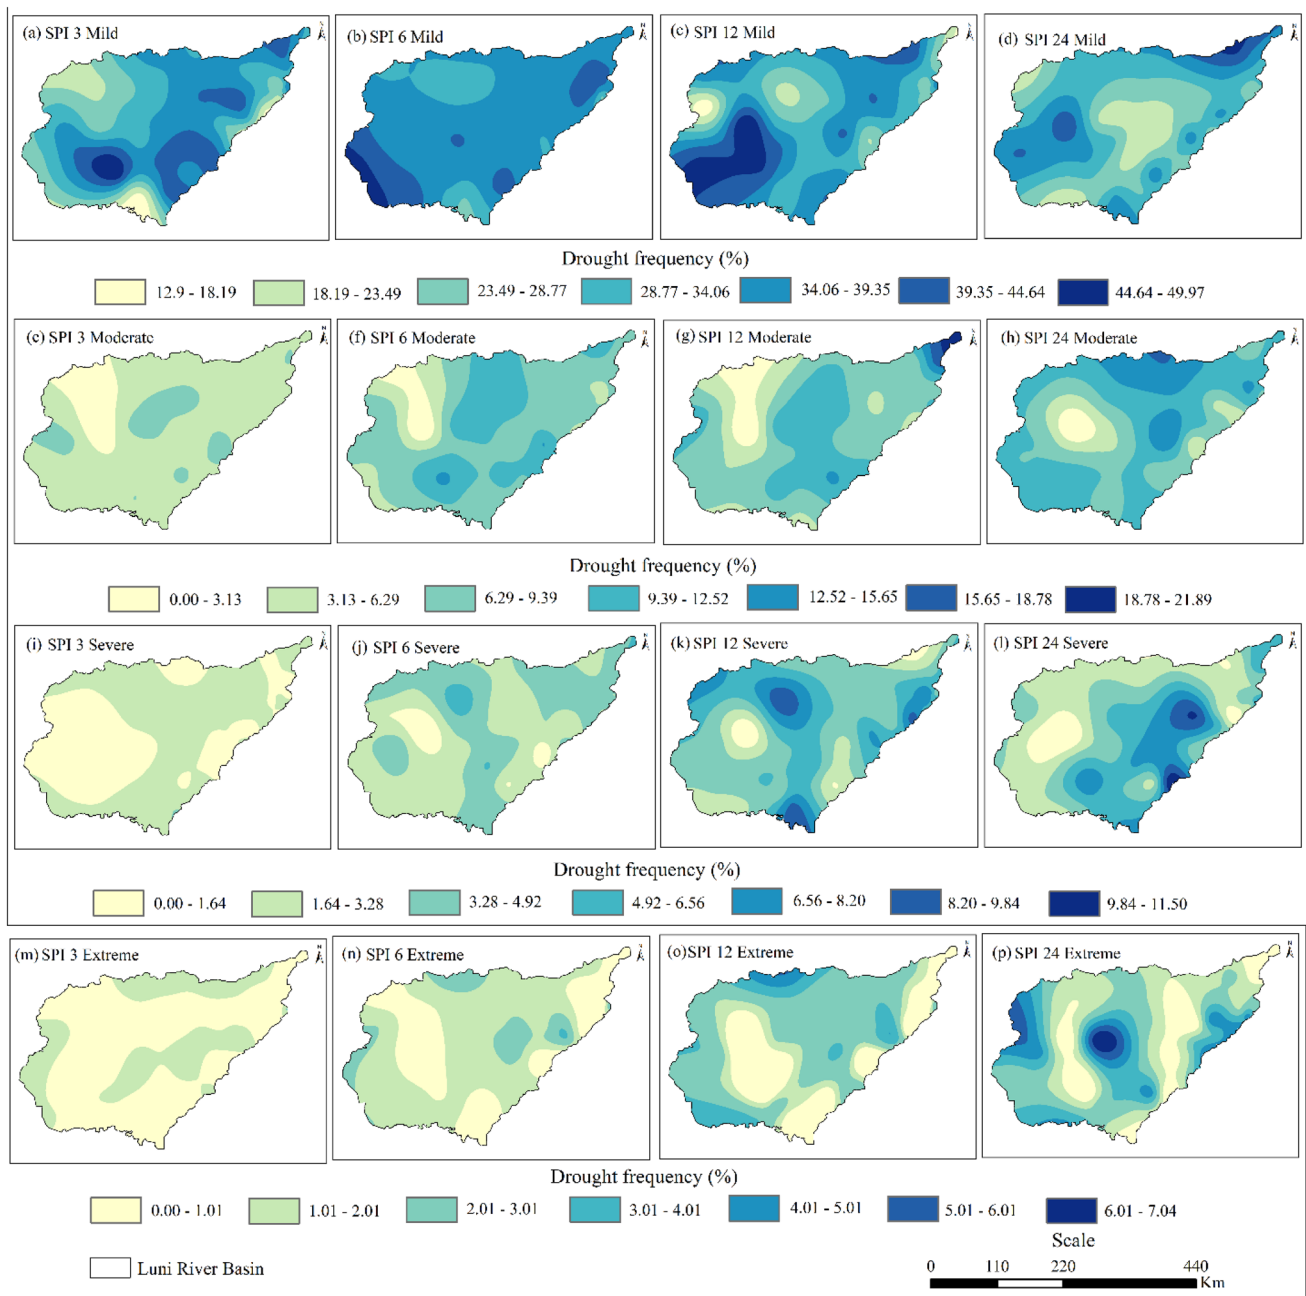 (a) SPI 3 Mild
N
(b) SPI 6 Mild
N
(c) SPI 12 Mild
N
(d) SPI 24 Mild
N
Drought frequency (%)
12.9 - 18.19
18.19 - 23.49
23.49 - 28.77
28.77 - 34.06
34.06 - 39.35
39.35 - 44.64
44.64 - 49.97
(e) SPI 3 Moderate
N
(f) SPI 6 Moderate
N
(g) SPI 12 Moderate
N
(h) SPI 24 Moderate
N
Drought frequency (%)
0.00 - 3.13
3.13 - 6.29
6.29 - 9.39
9.39 - 12.52
12.52 - 15.65
15.65 - 18.78
18.78 - 21.89
(i) SPI 3 Severe
N
(j) SPI 6 Severe
N
(k) SPI 12 Severe
N
(l) SPI 24 Severe
N
Drought frequency (%)
0.00 - 1.64
1.64 - 3.28
3.28 - 4.92
4.92 - 6.56
6.56 - 8.20
8.20 - 9.84
9.84 - 11.50
(m) SPI 3 Extreme
N
(n) SPI 6 Extreme
N
(o)SPI 12 Extreme
N
(p) SPI 24 Extreme
N
Drought frequency (%)
0.00 - 1.01
1.01 - 2.01
2.01 - 3.01
3.01 - 4.01
4.01 - 5.01
5.01 - 6.01
6.01 - 7.04
Luni River Basin
Scale
0 110 220 440
Km